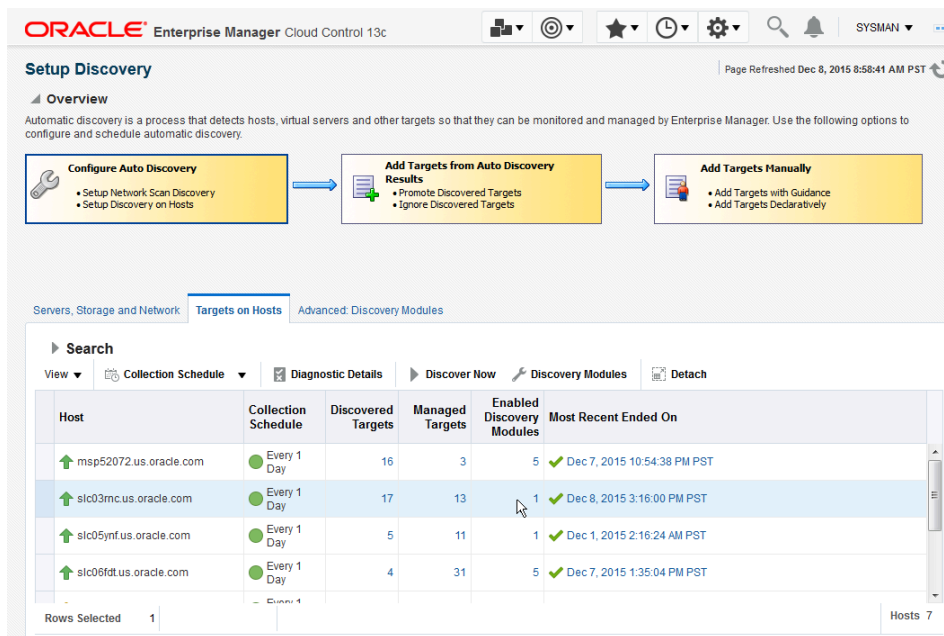 ORACLE® Enterprise Manager Cloud Control 13c SYSMAN
Setup Discovery
Page Refreshed Dec 8, 2015 8:58:41 AM PST
Overview
Automatic discovery is a process that detects hosts, virtual servers and other targets so that they can be monitored and managed by Enterprise Manager. Use the following options to
configure and schedule automatic discovery.
Configure Auto Discovery
• Setup Network Scan Discovery
• Setup Discovery on Hosts
Add Targets from Auto Discovery
Results
• Promote Discovered Targets
• Ignore Discovered Targets
Add Targets Manually
• Add Targets with Guidance
• Add Targets Declaratively
Servers, Storage and Network Targets on Hosts Advanced: Discovery Modules
Search
View Collection Schedule Diagnostic Details Discover Now Discovery Modules Detach
Host Collection Schedule Discovered Targets Managed Targets Enabled Discovery Modules Most Recent Ended On
msp52072.us.oracle.com Every 1 Day 16 3 5 Dec 7, 2015 10:54:38 PM PST
slc03rnc.us.oracle.com Every 1 Day 17 13 1 Dec 8, 2015 3:16:00 PM PST
slc05ynf.us.oracle.com Every 1 Day 5 11 1 Dec 1, 2015 2:16:24 AM PST
slc06fdt.us.oracle.com Every 1 Day 4 31 5 Dec 7, 2015 1:35:04 PM PST
Every 1
Rows Selected 1 Hosts 7